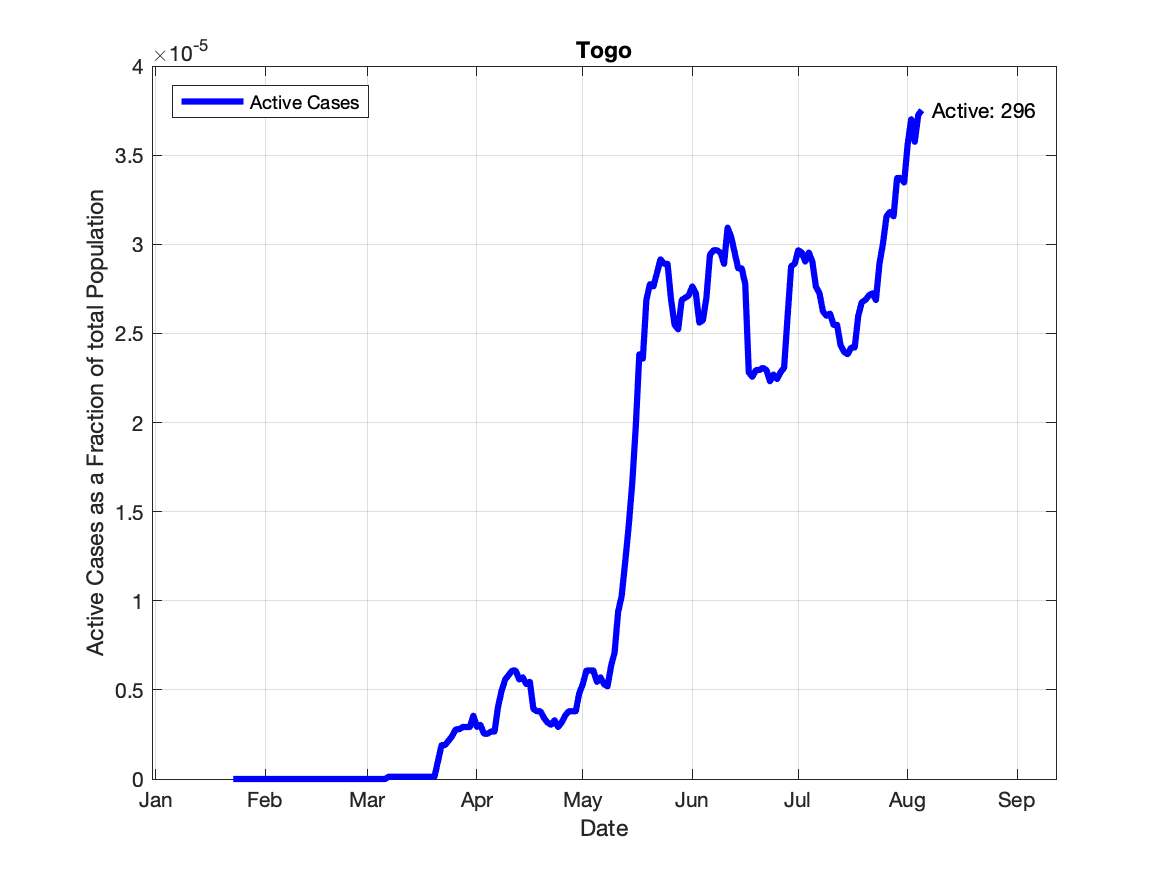 Togo
×10-5
4
3.5
3
2.5
2
1.5
1
0.5
0
Active Cases as a Fraction of total Population
Active Cases
Active: 296
Jan Feb Mar Apr May Jun Jul Aug Sep
Date